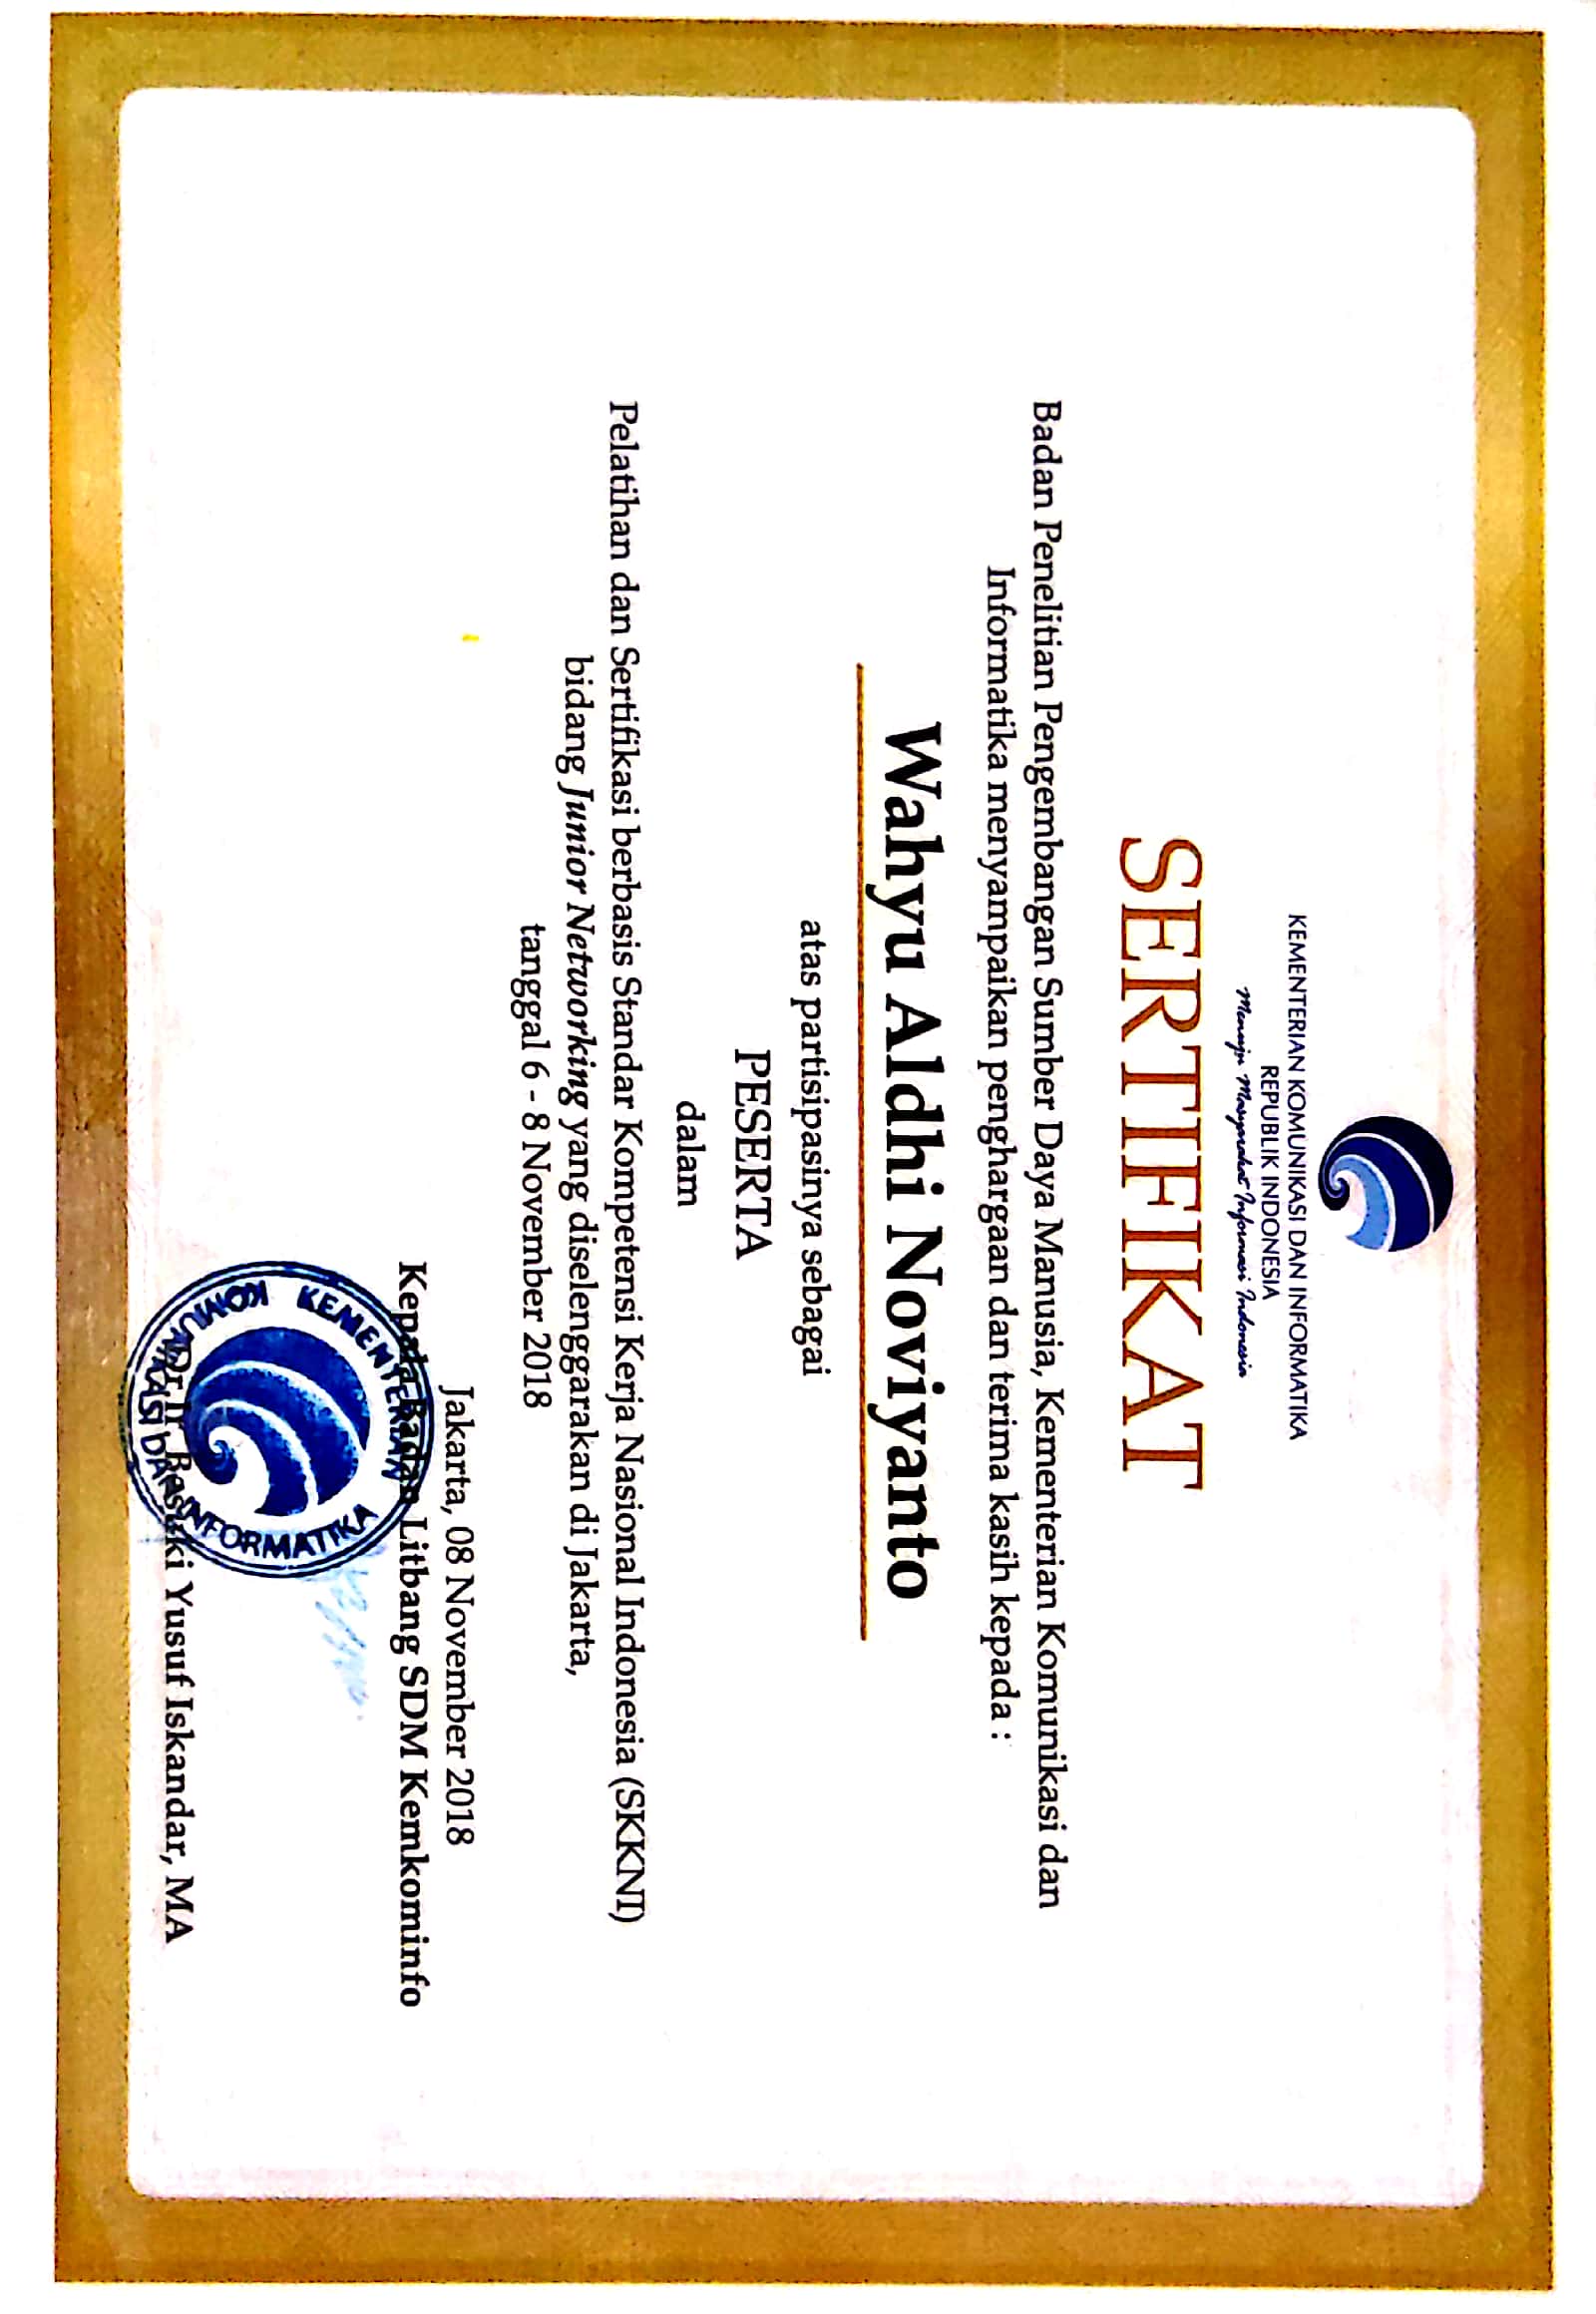 KEMENTERIAN KOMUNIKASI DAN INFORMATIKA
REPUBLIK INDONESIA
Menuju Masyarakat Informasi Indonesia
SERTIFIKAT
Badan Penelitian Pengembangan Sumber Daya Manusia, Kementerian Komunikasi dan
Informatika menyampaikan penghargaan dan terima kasih kepada :
Wahyu Aldhi Noviyanto
atas partisipasinya sebagai
PESERTA
dalam
Pelatihan dan Sertifikasi berbasis Standar Kompetensi Kerja Nasional Indonesia (SKKNI)
bidang Junior Networking yang diselenggarakan di Jakarta,
tanggal 6 - 8 November 2018
Jakarta, 08 November 2018
Kepala Badan Litbang SDM Kemkominfo
KEMENTERIAN
KOMUNIKASI DAN INFORMATIKA
Dr.Ir. Basuki Yusuf Iskandar, MA